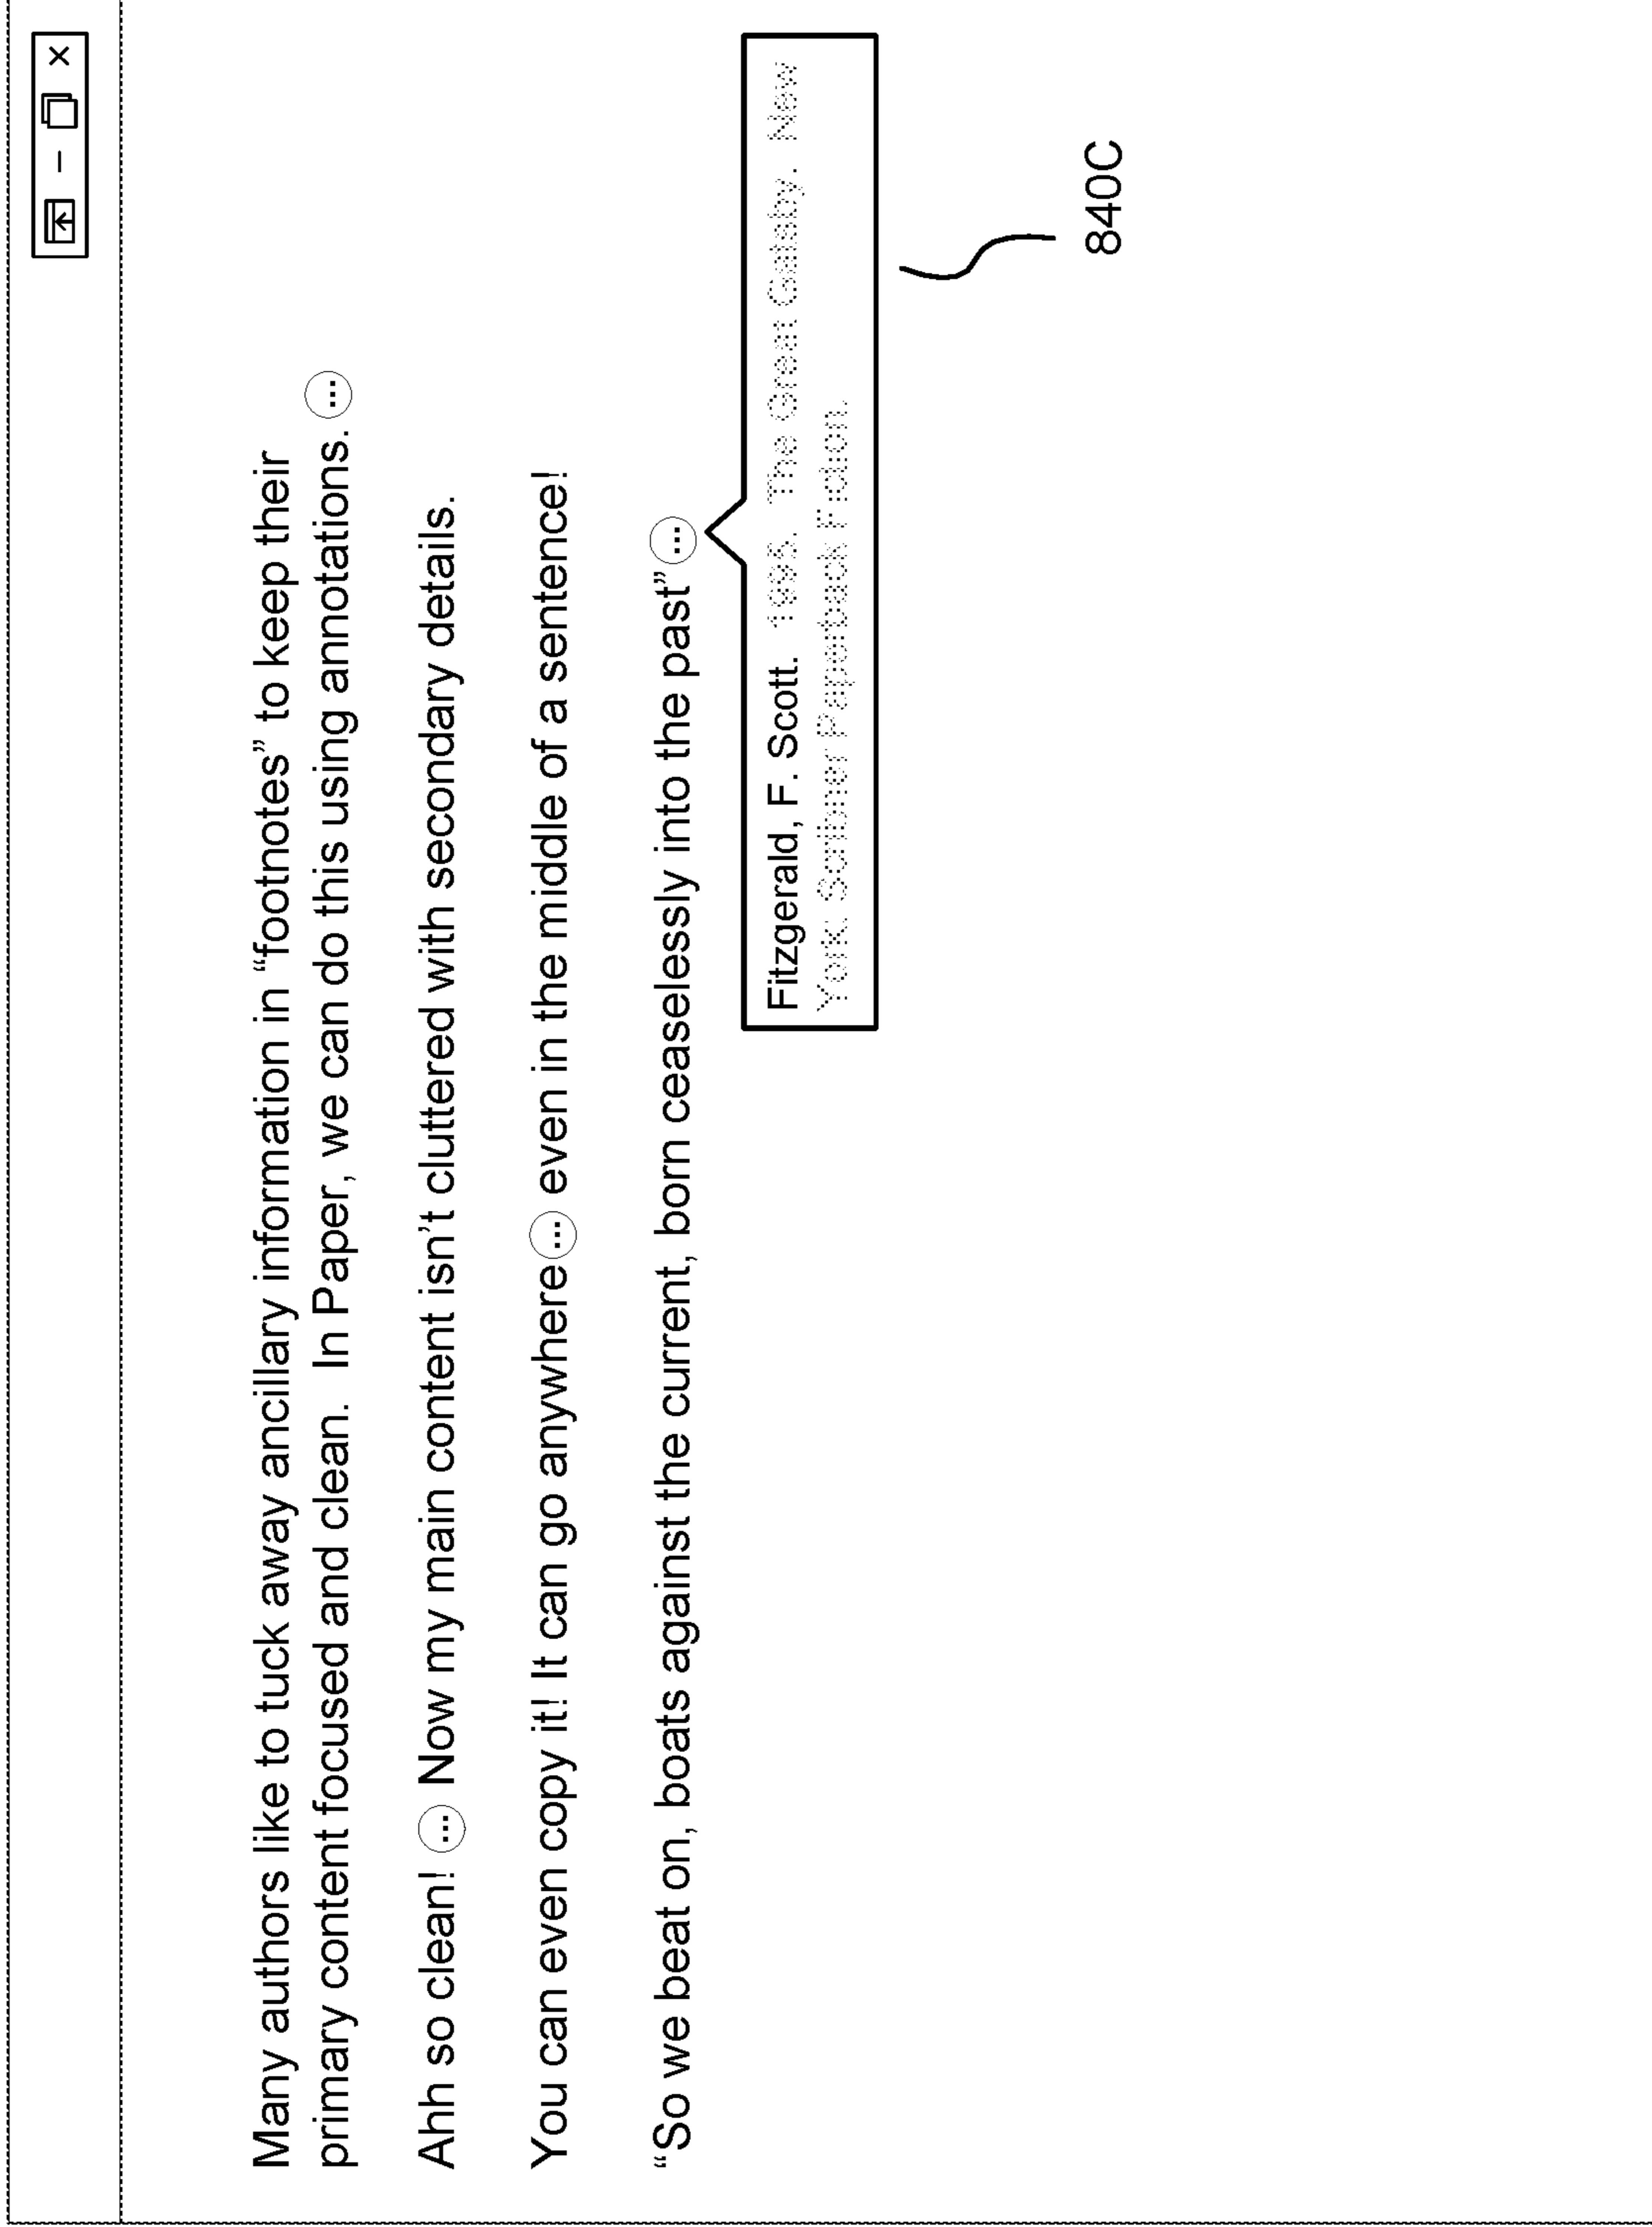 Many authors like to tuck away ancillary information in “footnotes” to keep their
primary content focused and clean. In Paper, we can do this using annotations. ...
Ahh so clean! ... Now my main content isn’t cluttered with secondary details.
You can even copy it! It can go anywhere ... even in the middle of a sentence!
“So we beat on, boats against the current, born ceaselessly into the past” ...
Fitzgerald, F. Scott. The Great Gatsby. New
York: Scribner Paperback Fiction.
840C